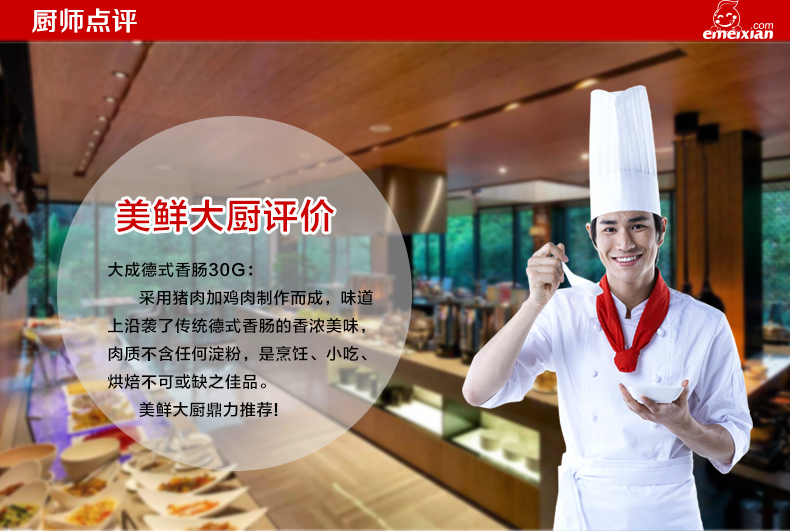 厨师点评
emeixian.com
美鲜大厨评价
大成德式香肠30G：
采用猪肉加鸡肉制作而成，味道
上沿袭了传统德式香肠的香浓美味，
肉质不含任何淀粉，是烹饪、小吃、
烘焙不可或缺之佳品。
美鲜大厨鼎力推荐!